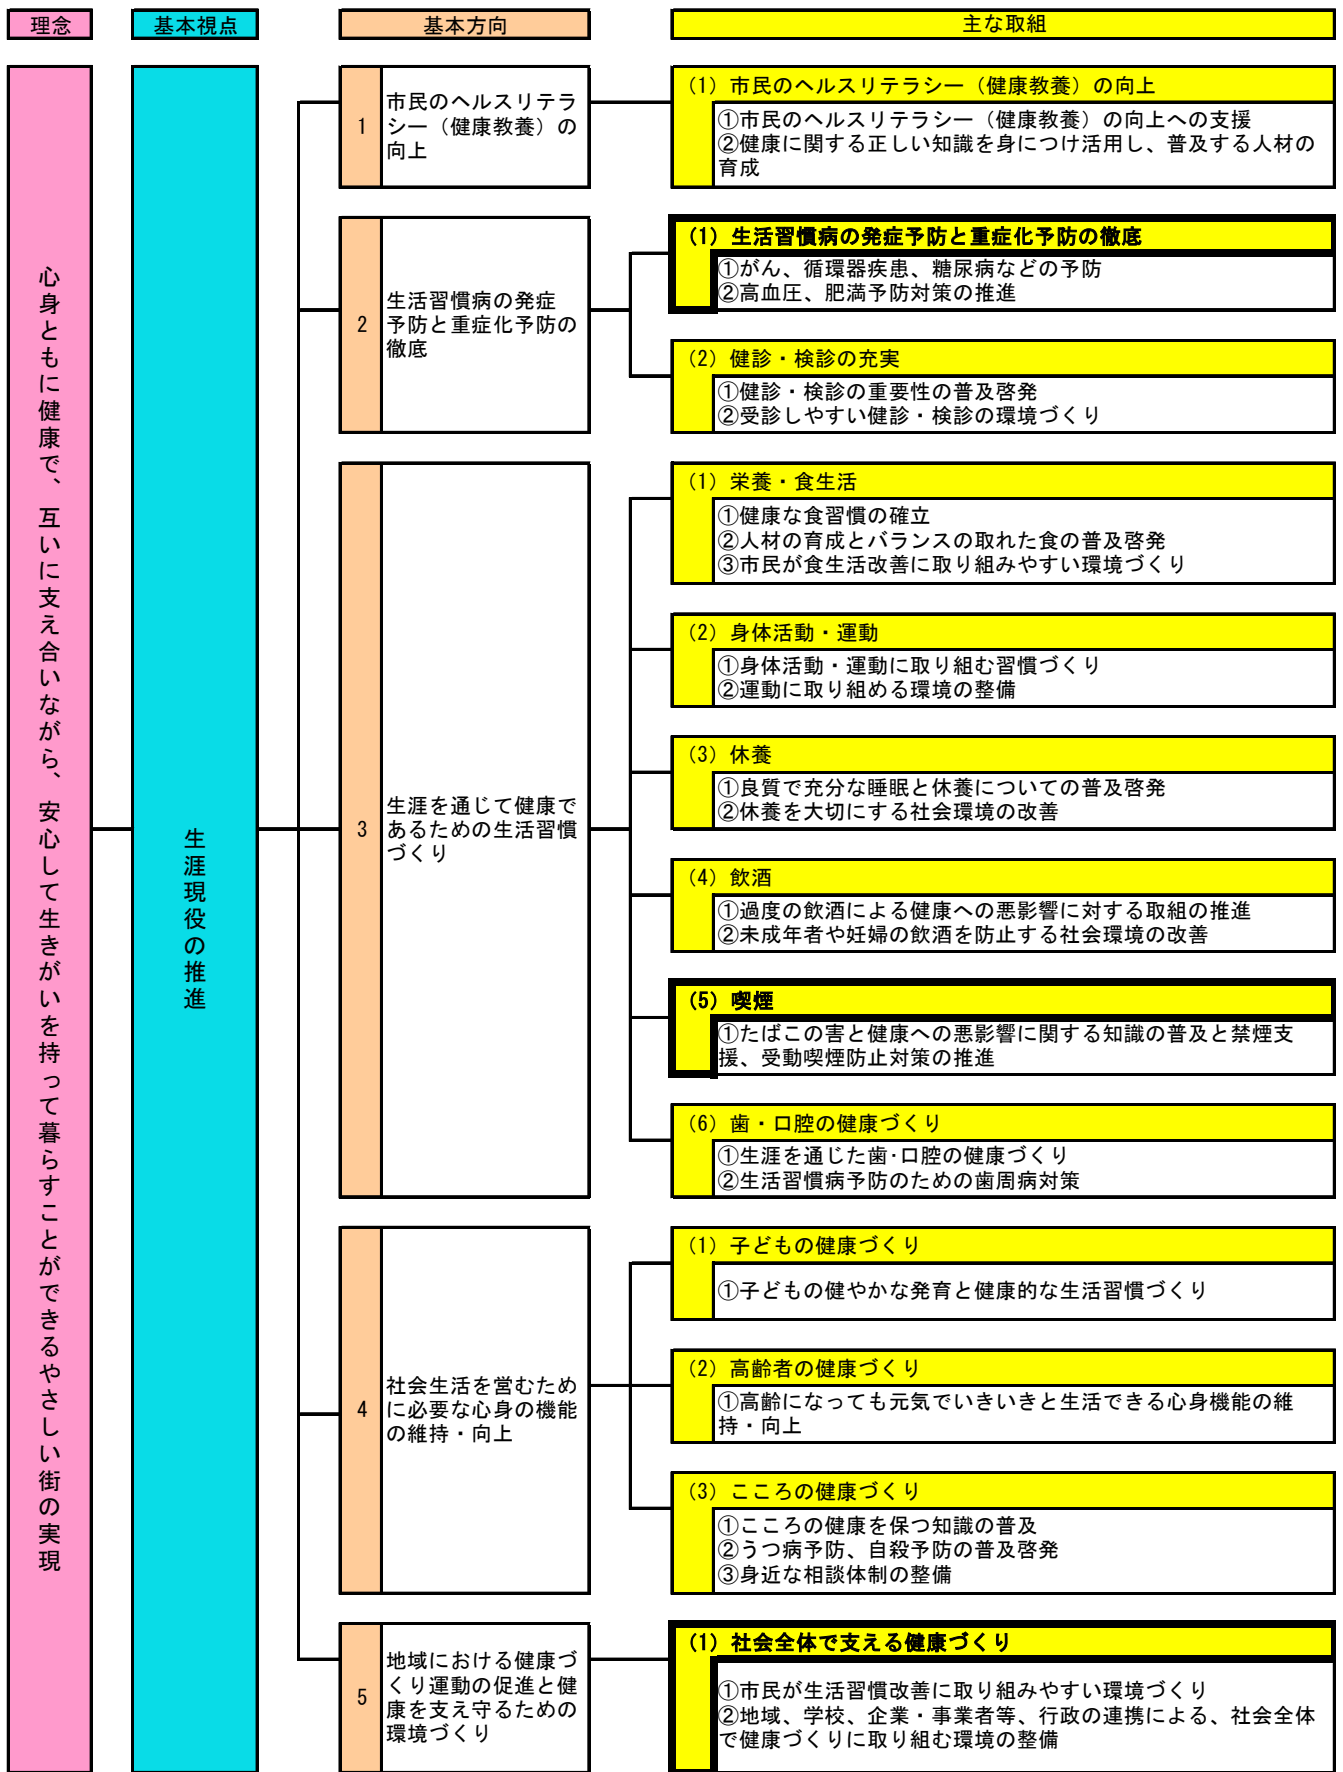 理念
基本視点
基本方向
主な取組
心身ともに健康で、互いに支え合いながら、安心して生きがいを持って暮らすことができるやさしい街の実現
生涯現役の推進
1
市民のヘルスリテラ
シー（健康教養）の
向上
(1) 市民のヘルスリテラシー（健康教養）の向上
①市民のヘルスリテラシー（健康教養）の向上への支援
②健康に関する正しい知識を身につけ活用し、普及する人材の
育成
2
生活習慣病の発症
予防と重症化予防の
徹底
(1) 生活習慣病の発症予防と重症化予防の徹底
①がん、循環器疾患、糖尿病などの予防
②高血圧、肥満予防対策の推進
(2) 健診・検診の充実
①健診・検診の重要性の普及啓発
②受診しやすい健診・検診の環境づくり
3
生涯を通じて健康で
あるための生活習慣
づくり
(1) 栄養・食生活
①健康な食習慣の確立
②人材の育成とバランスの取れた食の普及啓発
③市民が食生活改善に取り組みやすい環境づくり
(2) 身体活動・運動
①身体活動・運動に取り組む習慣づくり
②運動に取り組める環境の整備
(3) 休養
①良質で充分な睡眠と休養についての普及啓発
②休養を大切にする社会環境の改善
(4) 飲酒
①過度の飲酒による健康への悪影響に対する取組の推進
②未成年者や妊婦の飲酒を防止する社会環境の改善
(5) 喫煙
①たばこの害と健康への悪影響に関する知識の普及と禁煙支
援、受動喫煙防止対策の推進
(6) 歯・口腔の健康づくり
①生涯を通じた歯･口腔の健康づくり
②生活習慣病予防のための歯周病対策
4
社会生活を営むため
に必要な心身の機能
の維持・向上
(1) 子どもの健康づくり
①子どもの健やかな発育と健康的な生活習慣づくり
(2) 高齢者の健康づくり
①高齢になっても元気でいきいきと生活できる心身機能の維
持・向上
(3) こころの健康づくり
①こころの健康を保つ知識の普及
②うつ病予防、自殺予防の普及啓発
③身近な相談体制の整備
5
地域における健康づ
くり運動の促進と健
康を支え守るための
環境づくり
(1) 社会全体で支える健康づくり
①市民が生活習慣改善に取り組みやすい環境づくり
②地域、学校、企業・事業者等、行政の連携による、社会全体
で健康づくりに取り組む環境の整備